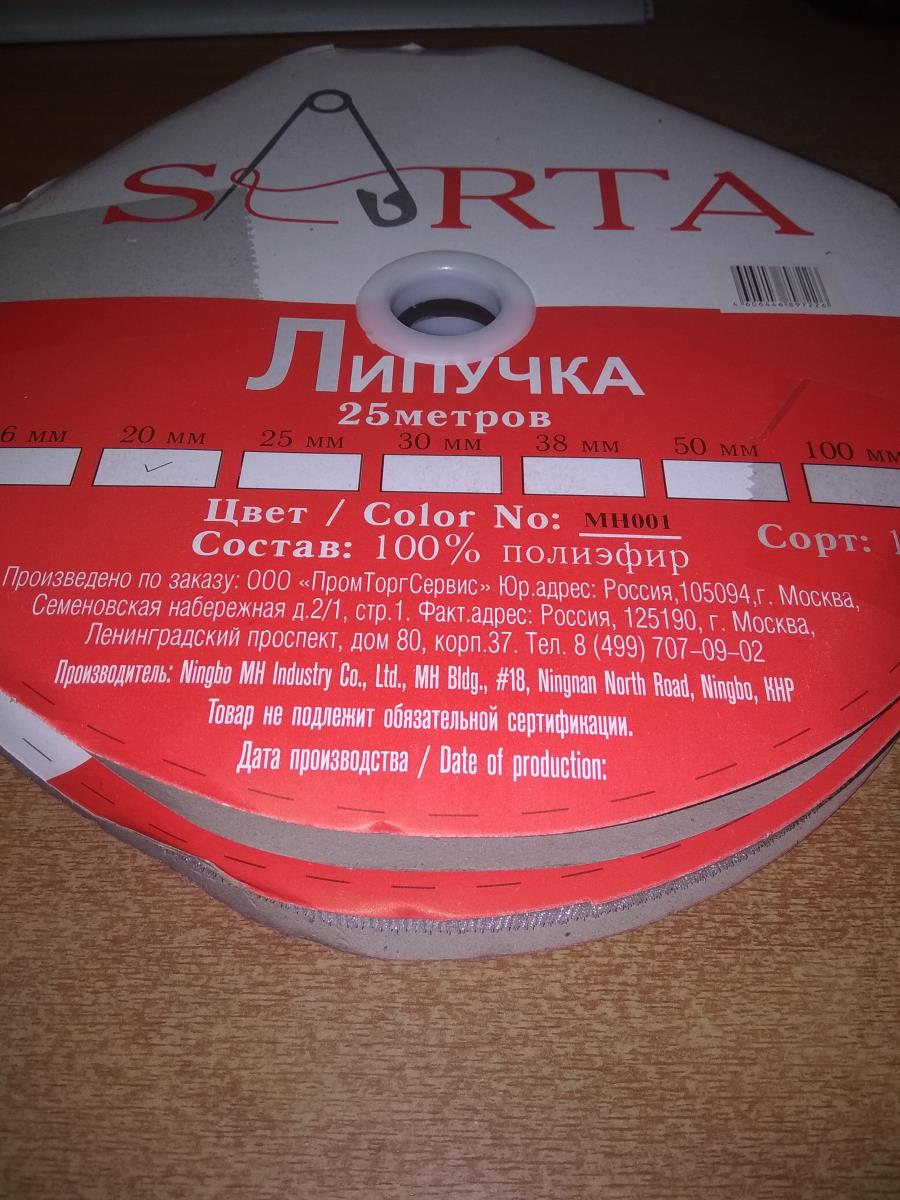 SARTA
4 606446 897226
Липучка
25метров
6 мм 20 мм 25 мм 30 мм 38 мм 50 мм 100 мм
Цвет / Color No: MH001
Сорт: 1
Состав: 100% полиэфир
Произведено по заказу: ООО «ПромТоргСервис» Юр.адрес: Россия,105094,г. Москва,
Семеновская набережная д.2/1, стр.1. Факт.адрес: Россия, 125190, г. Москва,
Ленинградский проспект, дом 80, корп.37. Тел. 8 (499) 707-09-02
Производитель: Ningbo MH Industry Co., Ltd., MH Bldg., #18, Ningnan North Road, Ningbo, КНР
Товар не подлежит обязательной сертификации.
Дата производства / Date of production: